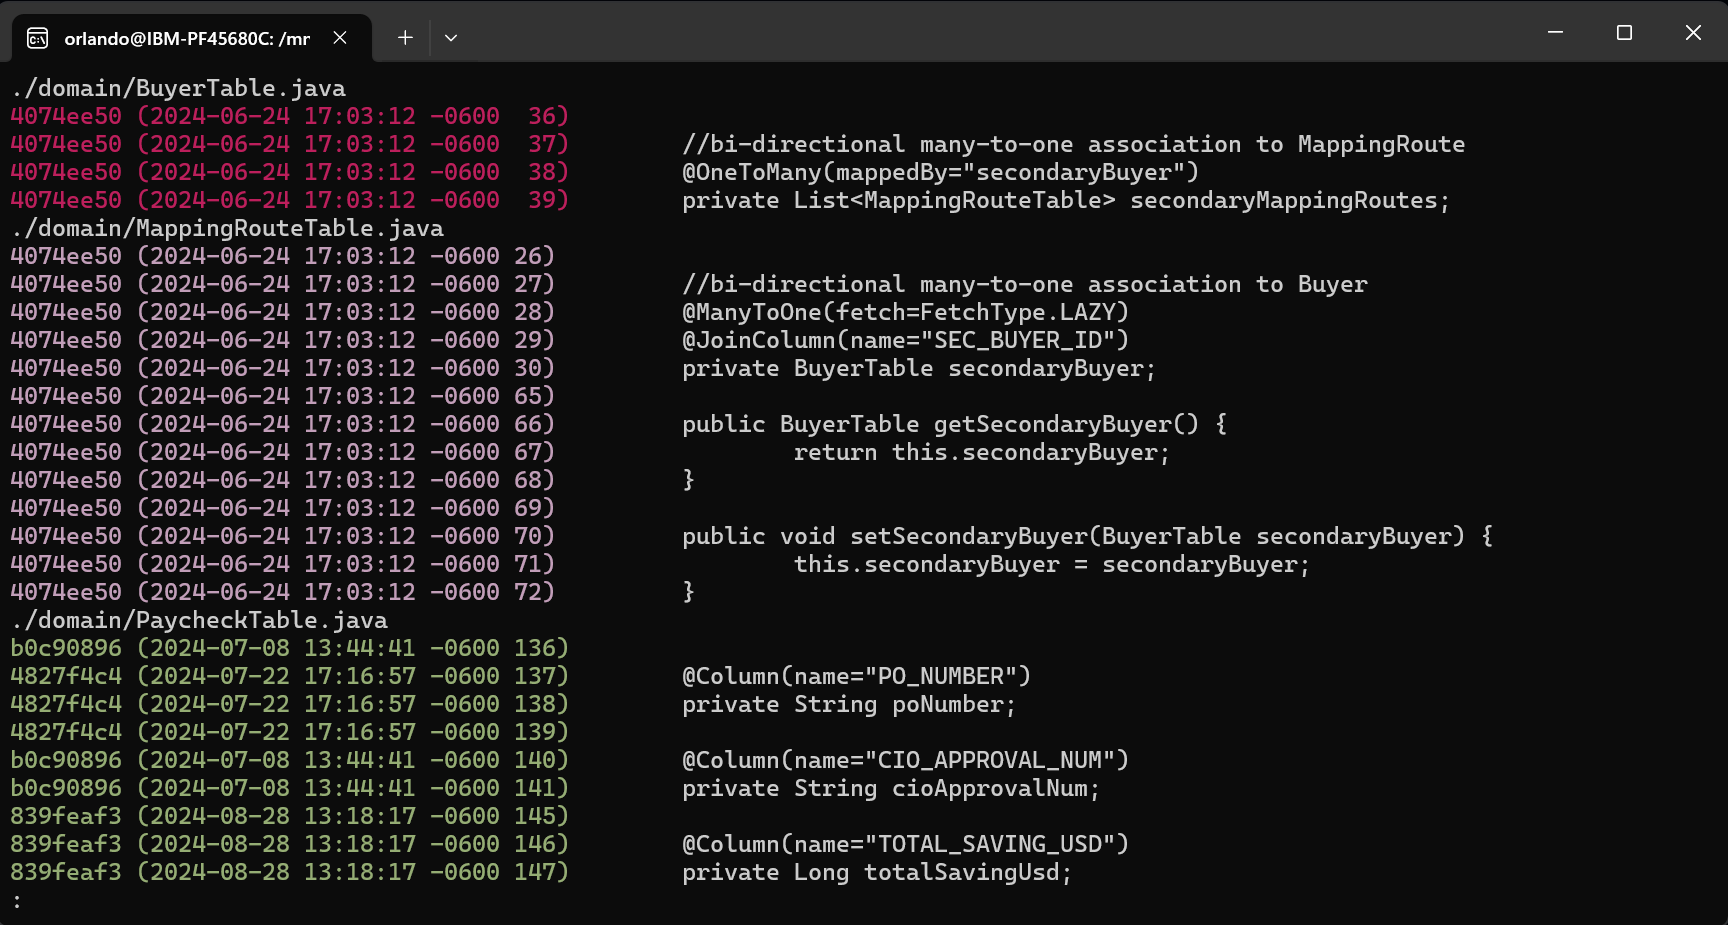 orlando@IBM-PF45680C: /mr
./domain/BuyerTable.java
4074ee50 (2024-06-24 17:03:12 -0600  36)
4074ee50 (2024-06-24 17:03:12 -0600  37)        //bi-directional many-to-one association to MappingRoute
4074ee50 (2024-06-24 17:03:12 -0600  38)        @OneToMany(mappedBy="secondaryBuyer")
4074ee50 (2024-06-24 17:03:12 -0600  39)        private List<MappingRouteTable> secondaryMappingRoutes;
./domain/MappingRouteTable.java
4074ee50 (2024-06-24 17:03:12 -0600 26)
4074ee50 (2024-06-24 17:03:12 -0600 27)         //bi-directional many-to-one association to Buyer
4074ee50 (2024-06-24 17:03:12 -0600 28)         @ManyToOne(fetch=FetchType.LAZY)
4074ee50 (2024-06-24 17:03:12 -0600 29)         @JoinColumn(name="SEC_BUYER_ID")
4074ee50 (2024-06-24 17:03:12 -0600 30)         private BuyerTable secondaryBuyer;
4074ee50 (2024-06-24 17:03:12 -0600 65)
4074ee50 (2024-06-24 17:03:12 -0600 66)         public BuyerTable getSecondaryBuyer() {
4074ee50 (2024-06-24 17:03:12 -0600 67)                 return this.secondaryBuyer;
4074ee50 (2024-06-24 17:03:12 -0600 68)         }
4074ee50 (2024-06-24 17:03:12 -0600 69)
4074ee50 (2024-06-24 17:03:12 -0600 70)         public void setSecondaryBuyer(BuyerTable secondaryBuyer) {
4074ee50 (2024-06-24 17:03:12 -0600 71)                 this.secondaryBuyer = secondaryBuyer;
4074ee50 (2024-06-24 17:03:12 -0600 72)         }
./domain/PaycheckTable.java
b0c90896 (2024-07-08 13:44:41 -0600 136)
4827f4c4 (2024-07-22 17:16:57 -0600 137)        @Column(name="PO_NUMBER")
4827f4c4 (2024-07-22 17:16:57 -0600 138)        private String poNumber;
4827f4c4 (2024-07-22 17:16:57 -0600 139)
b0c90896 (2024-07-08 13:44:41 -0600 140)        @Column(name="CIO_APPROVAL_NUM")
b0c90896 (2024-07-08 13:44:41 -0600 141)        private String cioApprovalNum;
839feaf3 (2024-08-28 13:18:17 -0600 145)
839feaf3 (2024-08-28 13:18:17 -0600 146)        @Column(name="TOTAL_SAVING_USD")
839feaf3 (2024-08-28 13:18:17 -0600 147)        private Long totalSavingUsd;
: